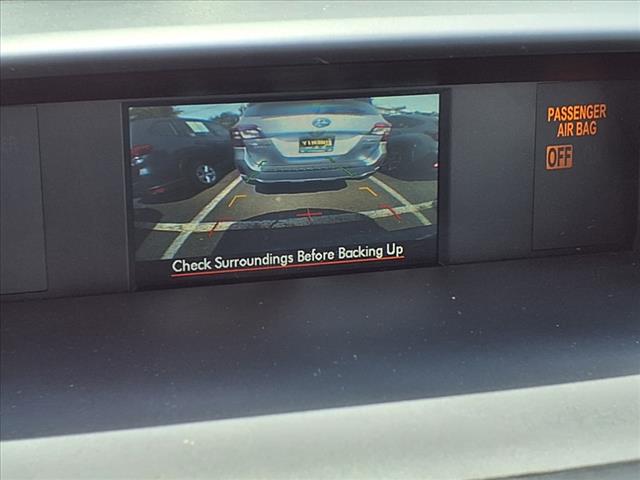 PASSENGER
AIR BAG
OFF
Check Surroundings Before Backing Up